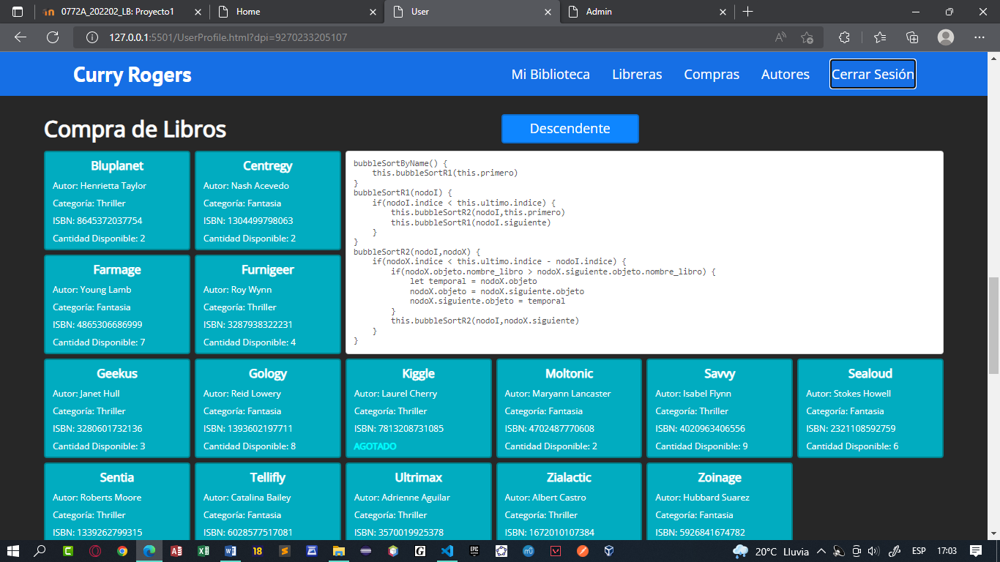 0772A_202202_LB: Proyecto1
Home
User
Admin
127.0.0.1:5501/UserProfile.html?dpi=9270233205107
Curry Rogers
Mi Biblioteca
Libreras
Compras
Autores
Cerrar Sesión
Compra de Libros
Descendente
Bluplanet
Autor: Henrietta Taylor
Categoría: Thriller
ISBN: 8645372037754
Cantidad Disponible: 2
Centregy
Autor: Nash Acevedo
Categoría: Fantasia
ISBN: 1304499798063
Cantidad Disponible: 2
bubbleSortByName() {
this.bubbleSortR1(this.primero)
}
bubbleSortR1(nodoI) {
if(nodoI.indice < this.ultimo.indice) {
this.bubbleSortR2(nodoI,this.primero)
this.bubbleSortR1(nodoI.siguiente)
}
}
bubbleSortR2(nodoI,nodoX) {
if(nodoX.indice < this.ultimo.indice - nodoI.indice) {
if(nodoX.objeto.nombre_libro > nodoX.siguiente.objeto.nombre_libro) {
let temporal = nodoX.objeto
nodoX.objeto = nodoX.siguiente.objeto
nodoX.siguiente.objeto = temporal
}
this.bubbleSortR2(nodoI,nodoX.siguiente)
}
}
Farmage
Autor: Young Lamb
Categoría: Fantasia
ISBN: 4865306686999
Cantidad Disponible: 7
Furnigeer
Autor: Roy Wynn
Categoría: Thriller
ISBN: 3287938322231
Cantidad Disponible: 4
Geekus
Autor: Janet Hull
Categoría: Thriller
ISBN: 3280601732136
Cantidad Disponible: 3
Gology
Autor: Reid Lowery
Categoría: Fantasia
ISBN: 1393602197711
Cantidad Disponible: 8
Kiggle
Autor: Laurel Cherry
Categoría: Thriller
ISBN: 7813208731085
AGOTADO
Moltonic
Autor: Maryann Lancaster
Categoría: Fantasia
ISBN: 4702487770608
Cantidad Disponible: 2
Savvy
Autor: Isabel Flynn
Categoría: Thriller
ISBN: 4020963406556
Cantidad Disponible: 9
Sealoud
Autor: Stokes Howell
Categoría: Fantasia
ISBN: 2321108592759
Cantidad Disponible: 6
Sentia
Autor: Roberts Moore
Categoría: Thriller
ISBN: 1339262799315
Tellifly
Autor: Catalina Bailey
Categoría: Fantasia
ISBN: 6028577517081
Ultrimax
Autor: Adrienne Aguilar
Categoría: Thriller
ISBN: 3570019925378
Zialactic
Autor: Albert Castro
Categoría: Thriller
ISBN: 1672010107384
Zoinage
Autor: Hubbard Suarez
Categoría: Fantasia
ISBN: 5926841674782
18
20°C Lluvia
ESP
17:03